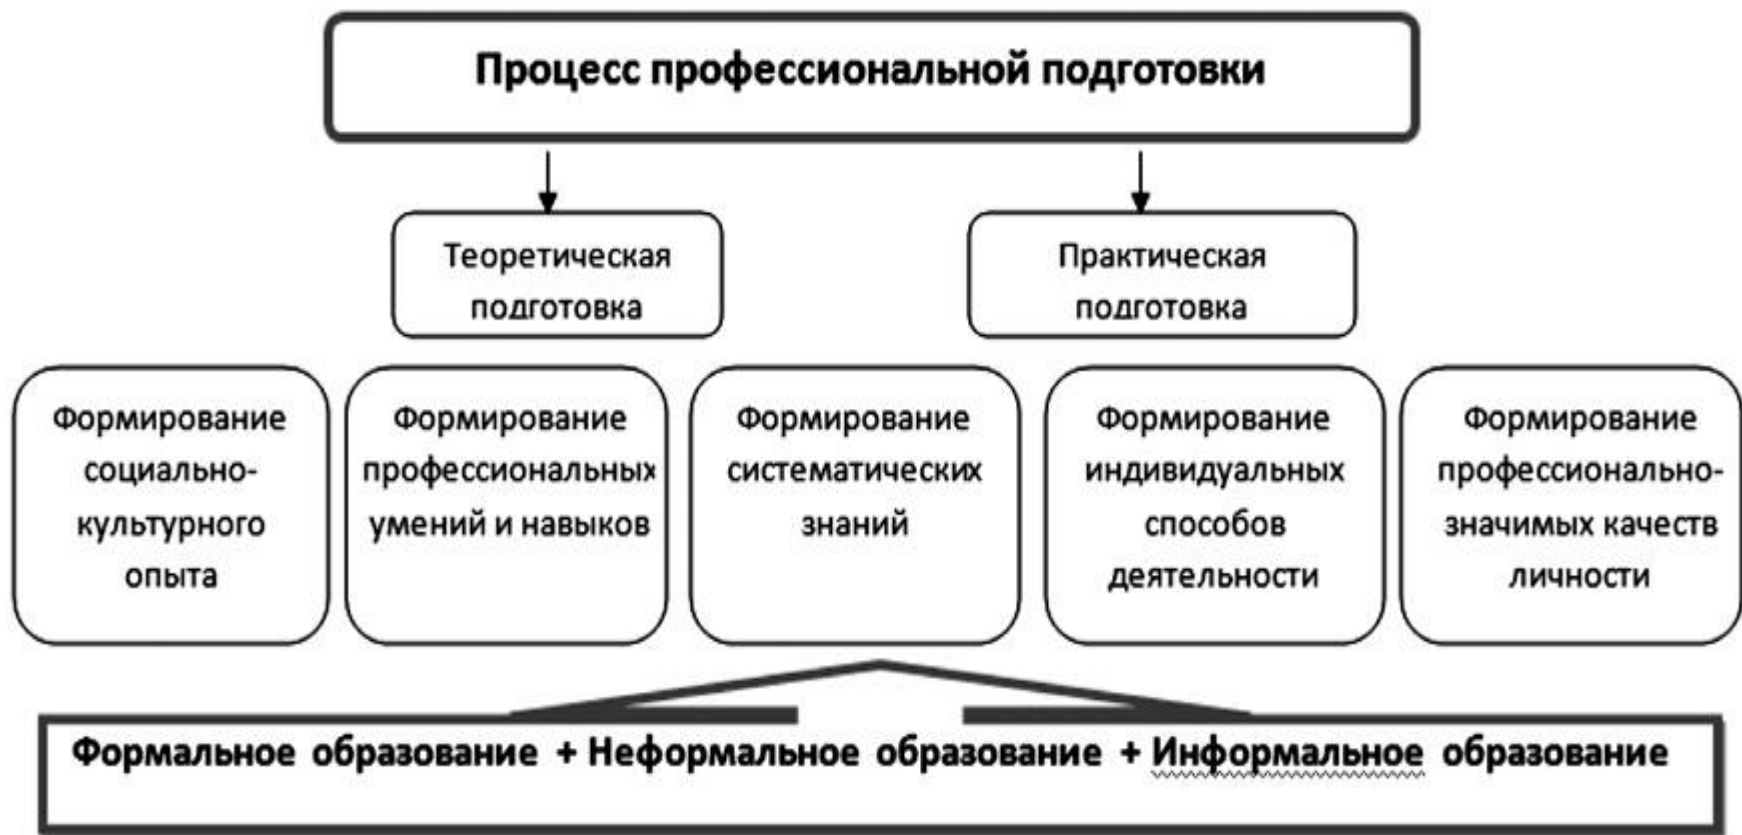 Процесс профессиональной подготовки
Теоретическая
подготовка
Практическая
подготовка
Формирование
социально-
культурного
опыта
Формирование
профессиональных
умений и навыков
Формирование
систематических
знаний
Формирование
индивидуальных
способов
деятельности
Формирование
профессионально-
значимых качеств
личности
Формальное образование + Неформальное образование + Информальное образование